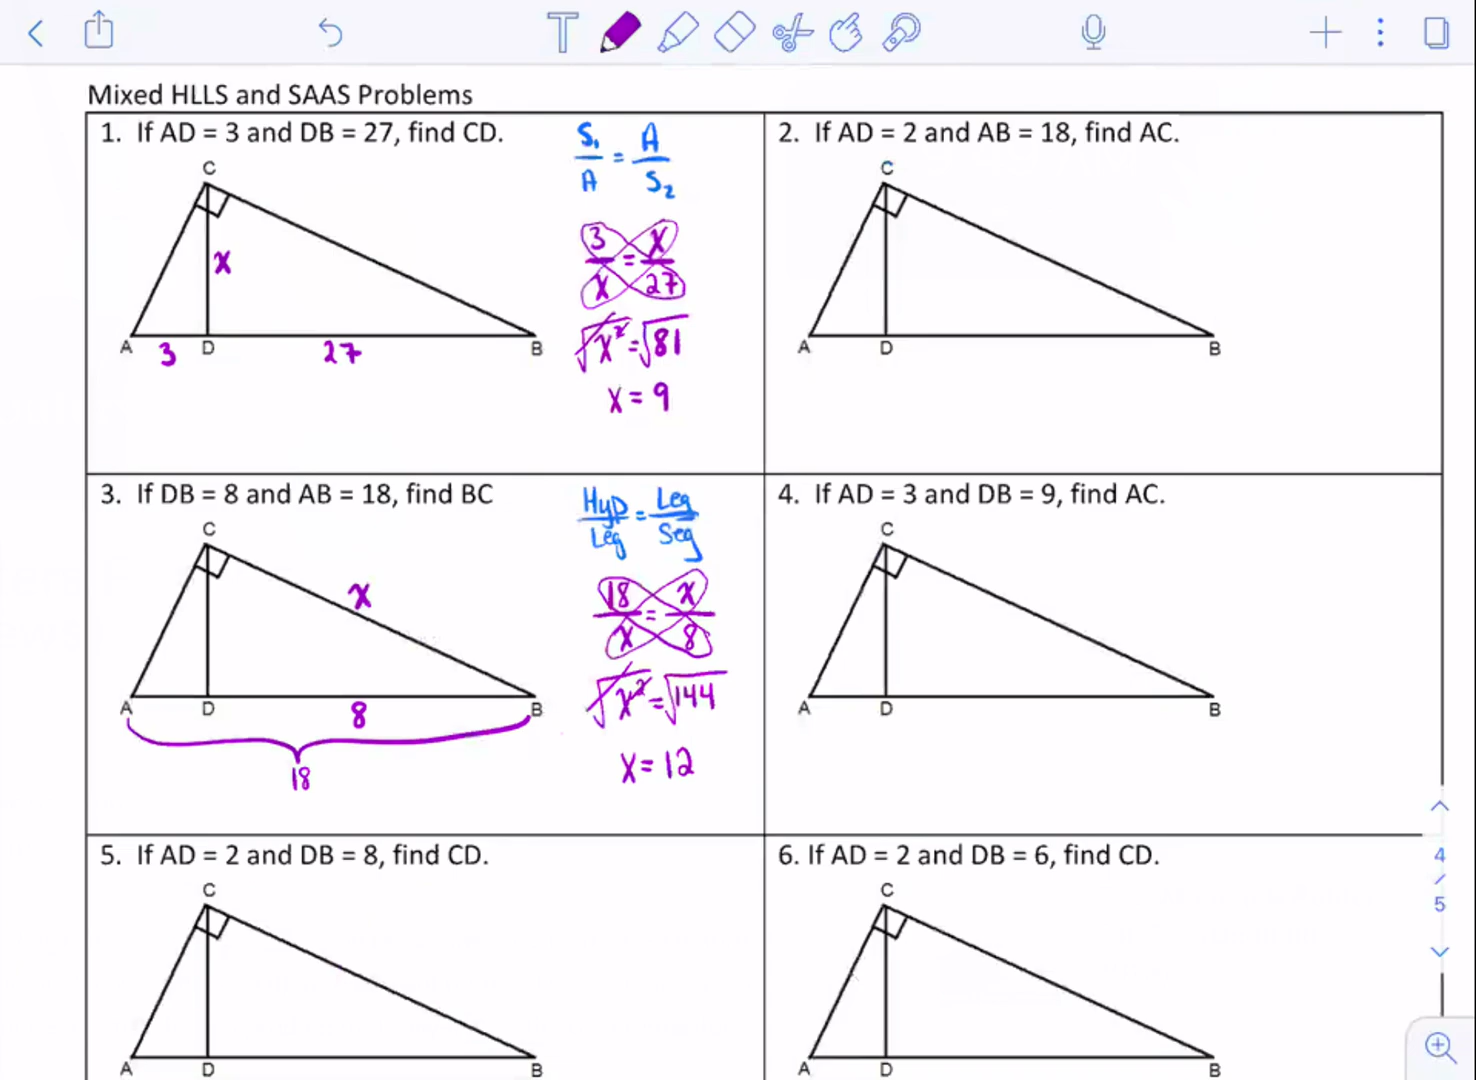 Mixed HLLS and SAAS Problems
1. If AD = 3 and DB = 27, find CD.
C
x
A 3 D 27 B
S₁/A = A/S₂
3/x = x/27
√x² = √81
x = 9
2. If AD = 2 and AB = 18, find AC.
C
A D B
3. If DB = 8 and AB = 18, find BC
C
x
A D 8 B
18
Hyp/Leg = Leg/Seg
18/x = x/8
√x² = √144
x = 12
4. If AD = 3 and DB = 9, find AC.
C
A D B
5. If AD = 2 and DB = 8, find CD.
C
A D B
6. If AD = 2 and DB = 6, find CD.
C
A D B
4
/
5